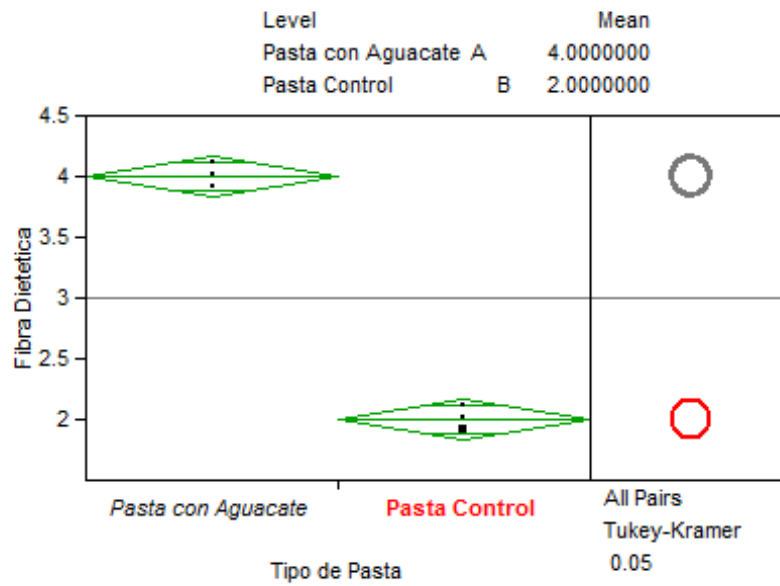 Level Mean
Pasta con Aguacate A 4.0000000
Pasta Control B 2.0000000
4.5
4
3.5
3
2.5
2
Fibra Dietetica
Pasta con Aguacate Pasta Control All Pairs
Tukey-Kramer
0.05
Tipo de Pasta